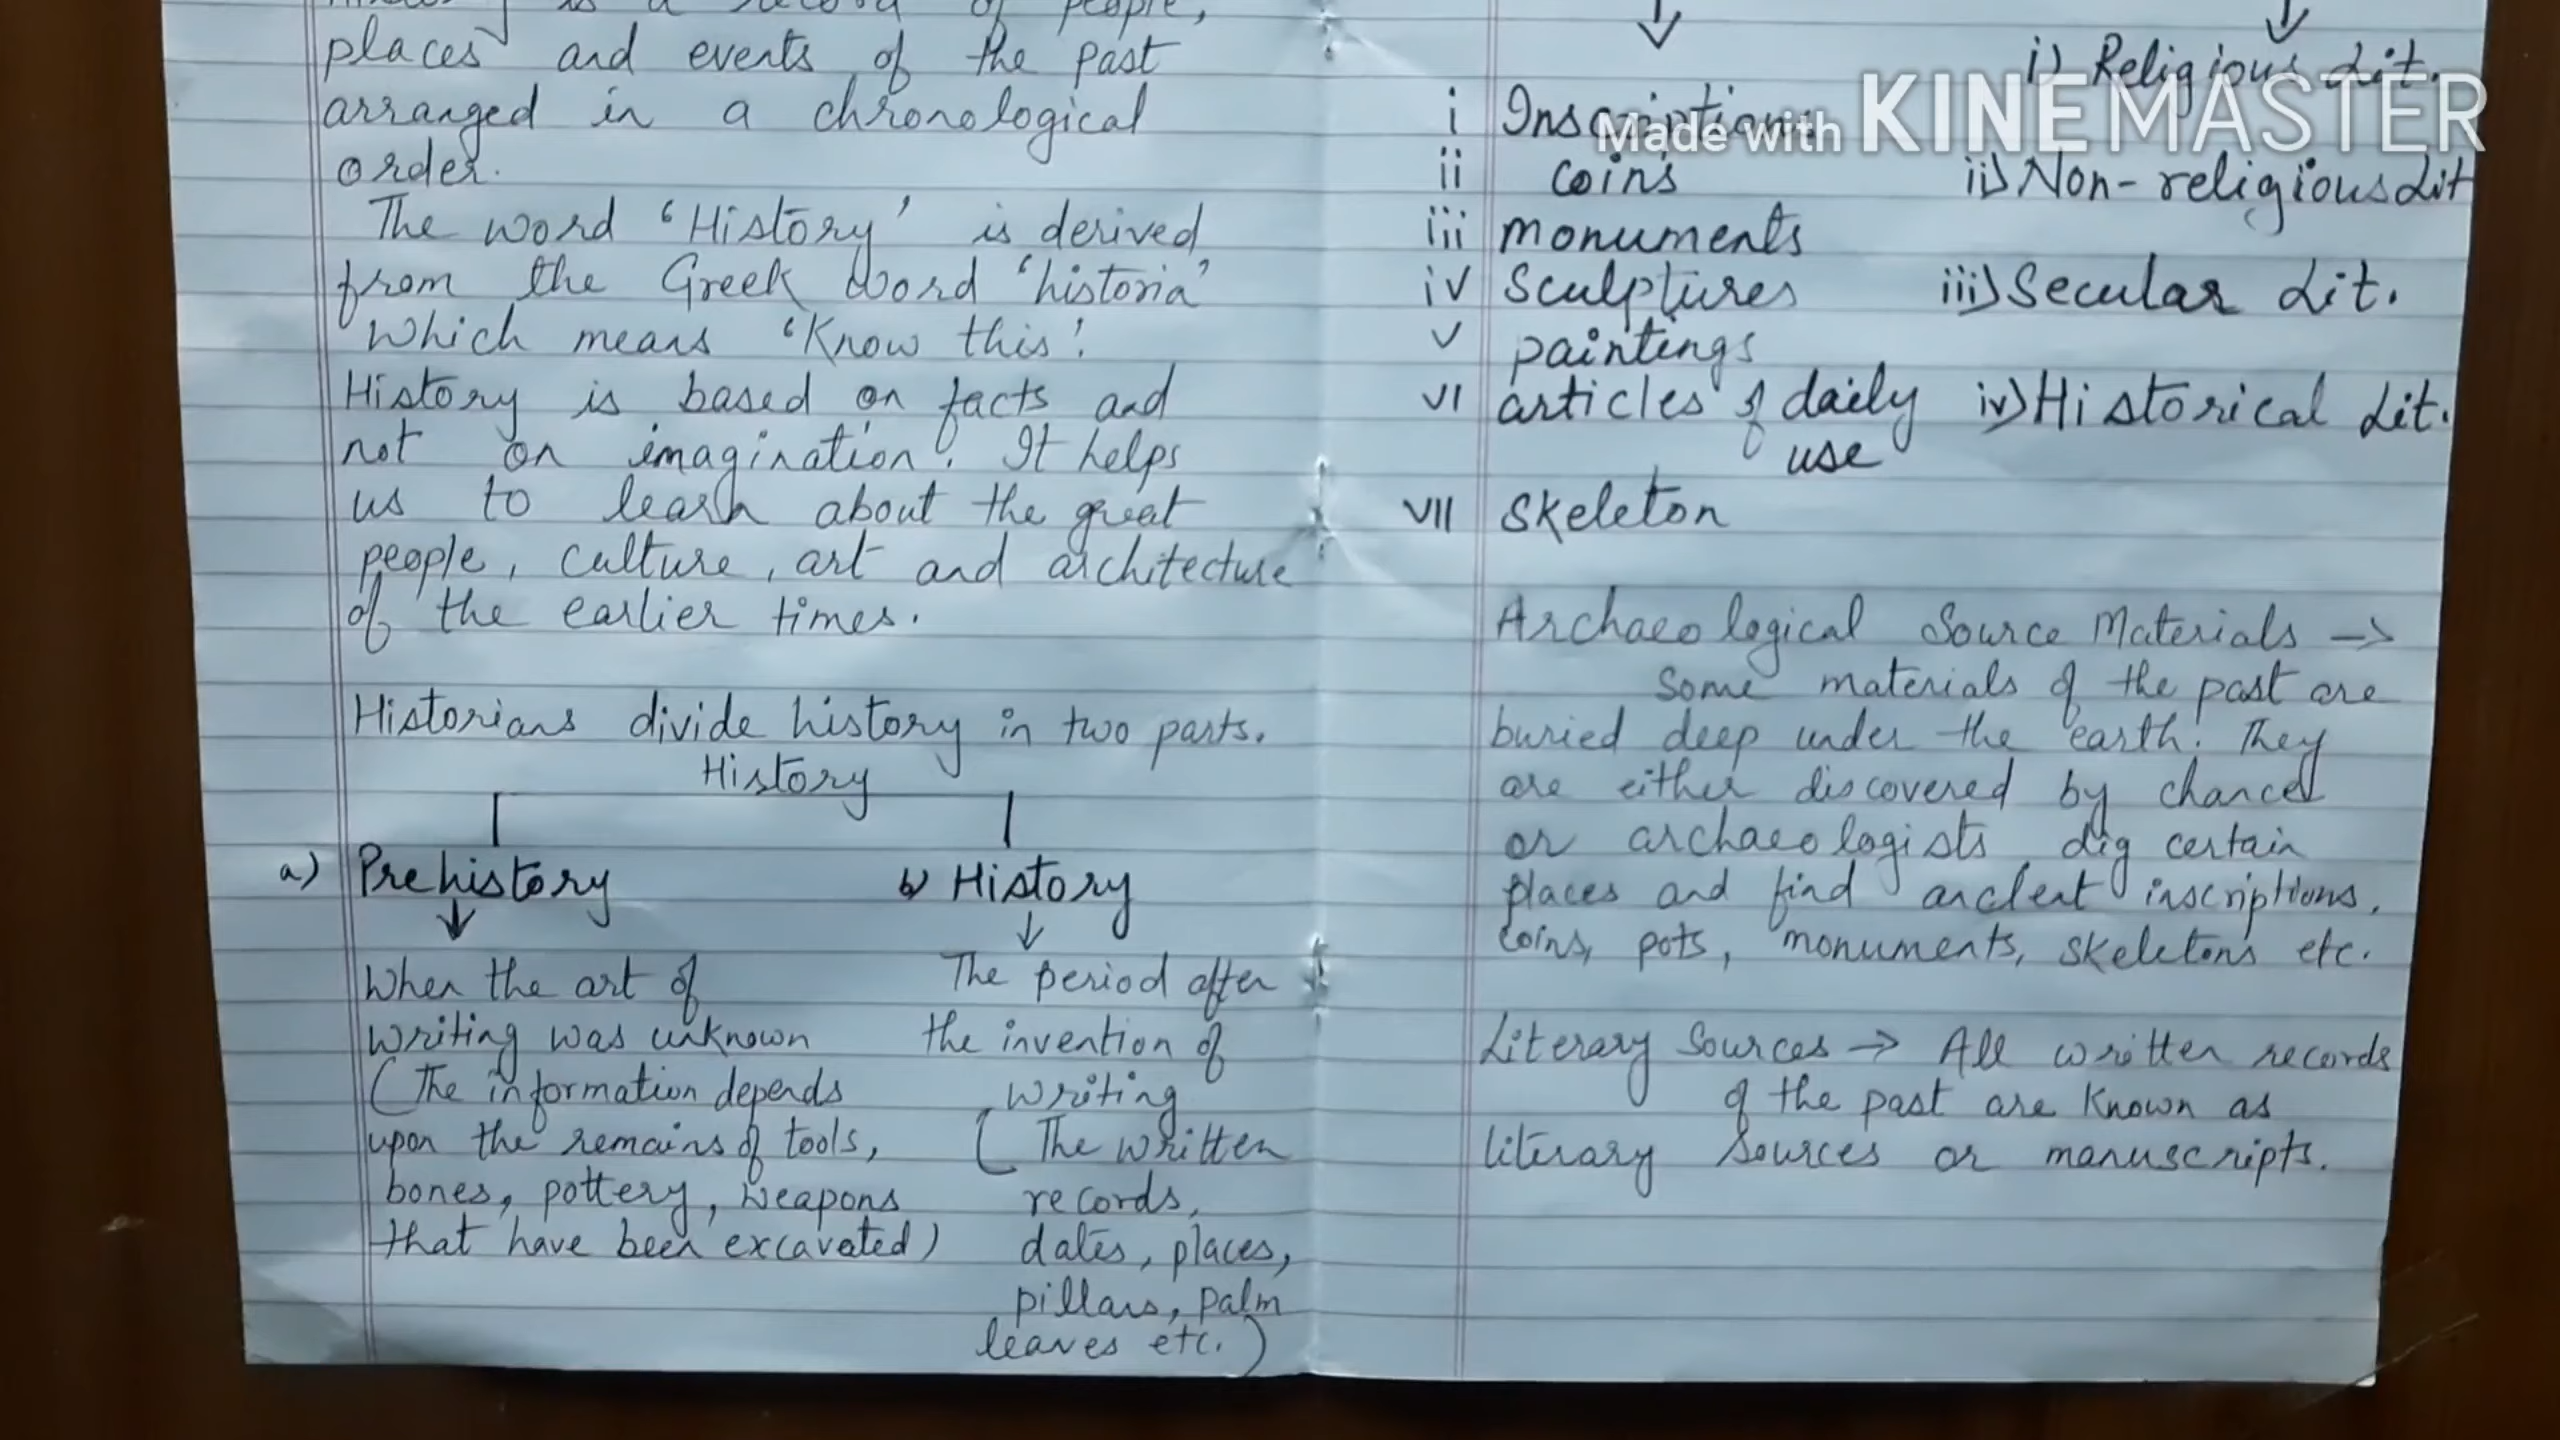 is a record of people,
places and events of the past
arranged in a chronological
order.
The word 'History' is derived
from the Greek word 'historia'
which means 'Know this'.
History is based on facts and
not on imagination. It helps
us to learn about the great
people, culture, art and architecture
of the earlier times.
Historians divide history in two parts.
History
a) Prehistory
When the art of
writing was unknown
(The information depends
upon the remains of tools,
bones, pottery, weapons
that have been excavated)
b) History
The period after
the invention of
writing
(The written
records,
dates, places,
pillars, palm
leaves etc.)
i Inscriptions
ii coins
iii monuments
iv Sculptures
v paintings
VI articles of daily
use
VII Skeleton
i) Religious Lit.
ii) Non-religious Lit
iii) Secular Lit.
iv) Historical Lit.
Made with KINEMASTER
Archaeological Source Materials →
Some materials of the past are
buried deep under the earth. They
are either discovered by chance
or archaeologists dig certain
places and find ancient inscriptions,
coins, pots, monuments, skeletons etc.
Literary Sources → All written records
of the past are known as
literary sources or manuscripts.